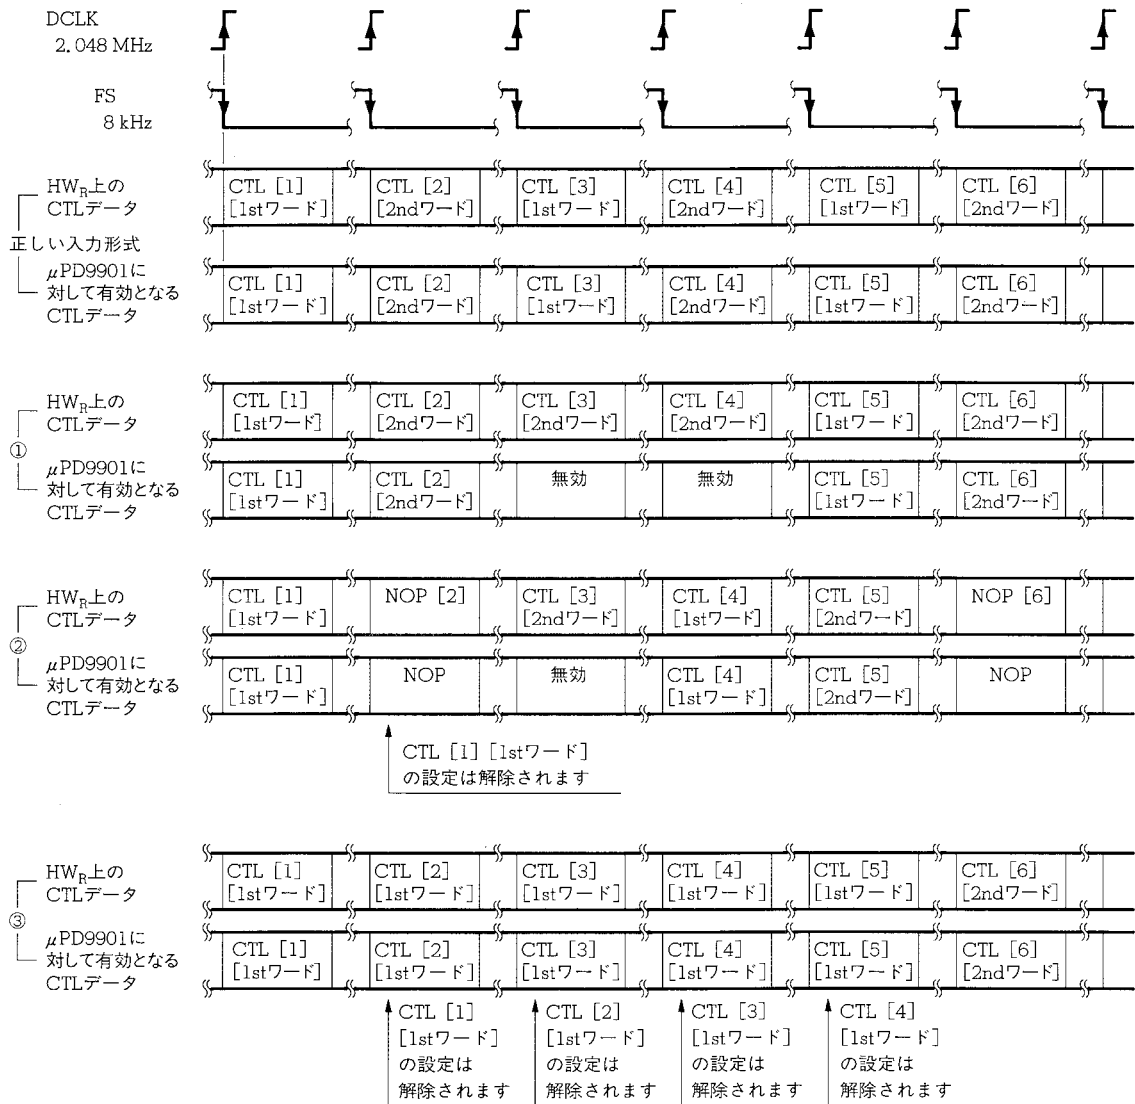 DCLK
2.048 MHz
FS
8 kHz
HWR上の
CTLデータ
CTL [1] CTL [2] CTL [3] CTL [4] CTL [5] CTL [6]
[1stワード] [2ndワード] [1stワード] [2ndワード] [1stワード] [2ndワード]
正しい入力形式
μPD9901に
対して有効となる
CTLデータ
CTL [1] CTL [2] CTL [3] CTL [4] CTL [5] CTL [6]
[1stワード] [2ndワード] [1stワード] [2ndワード] [1stワード] [2ndワード]
①
HWR上の
CTLデータ
CTL [1] CTL [2] CTL [3] CTL [4] CTL [5] CTL [6]
[1stワード] [2ndワード] [2ndワード] [2ndワード] [1stワード] [2ndワード]
μPD9901に
対して有効となる
CTLデータ
CTL [1] CTL [2] 無効 無効 CTL [5] CTL [6]
[1stワード] [2ndワード] [1stワード] [2ndワード]
②
HWR上の
CTLデータ
CTL [1] NOP [2] CTL [3] CTL [4] CTL [5] NOP [6]
[1stワード] [2ndワード] [1stワード] [2ndワード]
μPD9901に
対して有効となる
CTLデータ
CTL [1] NOP 無効 CTL [4] CTL [5] NOP
[1stワード] [1stワード] [2ndワード]
CTL [1] [1stワード]
の設定は解除されます
③
HWR上の
CTLデータ
CTL [1] CTL [2] CTL [3] CTL [4] CTL [5] CTL [6]
[1stワード] [1stワード] [1stワード] [1stワード] [1stワード] [2ndワード]
μPD9901に
対して有効となる
CTLデータ
CTL [1] CTL [2] CTL [3] CTL [4] CTL [5] CTL [6]
[1stワード] [1stワード] [1stワード] [1stワード] [1stワード] [2ndワード]
CTL [1] CTL [2] CTL [3] CTL [4]
[1stワード] [1stワード] [1stワード] [1stワード]
の設定は の設定は の設定は の設定は
解除されます 解除されます 解除されます 解除されます